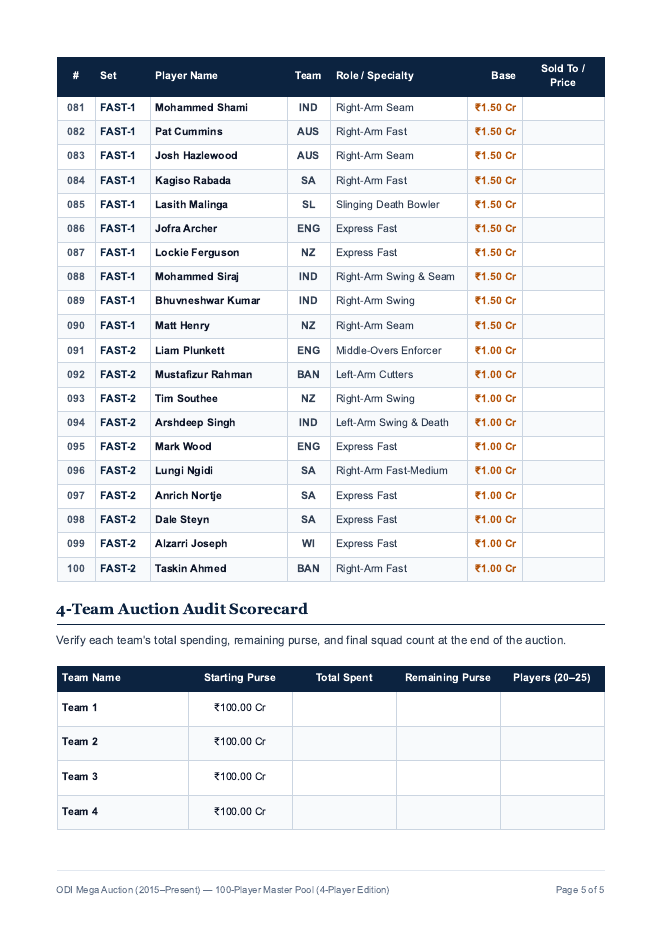 # Set Player Name Team Role / Specialty Base Sold To / Price
081 FAST-1 Mohammed Shami IND Right-Arm Seam ₹1.50 Cr
082 FAST-1 Pat Cummins AUS Right-Arm Fast ₹1.50 Cr
083 FAST-1 Josh Hazlewood AUS Right-Arm Seam ₹1.50 Cr
084 FAST-1 Kagiso Rabada SA Right-Arm Fast ₹1.50 Cr
085 FAST-1 Lasith Malinga SL Slinging Death Bowler ₹1.50 Cr
086 FAST-1 Jofra Archer ENG Express Fast ₹1.50 Cr
087 FAST-1 Lockie Ferguson NZ Express Fast ₹1.50 Cr
088 FAST-1 Mohammed Siraj IND Right-Arm Swing & Seam ₹1.50 Cr
089 FAST-1 Bhuvneshwar Kumar IND Right-Arm Swing ₹1.50 Cr
090 FAST-1 Matt Henry NZ Right-Arm Seam ₹1.50 Cr
091 FAST-2 Liam Plunkett ENG Middle-Overs Enforcer ₹1.00 Cr
092 FAST-2 Mustafizur Rahman BAN Left-Arm Cutters ₹1.00 Cr
093 FAST-2 Tim Southee NZ Right-Arm Swing ₹1.00 Cr
094 FAST-2 Arshdeep Singh IND Left-Arm Swing & Death ₹1.00 Cr
095 FAST-2 Mark Wood ENG Express Fast ₹1.00 Cr
096 FAST-2 Lungi Ngidi SA Right-Arm Fast-Medium ₹1.00 Cr
097 FAST-2 Anrich Nortje SA Express Fast ₹1.00 Cr
098 FAST-2 Dale Steyn SA Express Fast ₹1.00 Cr
099 FAST-2 Alzarri Joseph WI Express Fast ₹1.00 Cr
100 FAST-2 Taskin Ahmed BAN Right-Arm Fast ₹1.00 Cr
4-Team Auction Audit Scorecard
Verify each team's total spending, remaining purse, and final squad count at the end of the auction.
Team Name Starting Purse Total Spent Remaining Purse Players (20–25)
Team 1 ₹100.00 Cr
Team 2 ₹100.00 Cr
Team 3 ₹100.00 Cr
Team 4 ₹100.00 Cr
ODI Mega Auction (2015–Present) — 100-Player Master Pool (4-Player Edition) Page 5 of 5